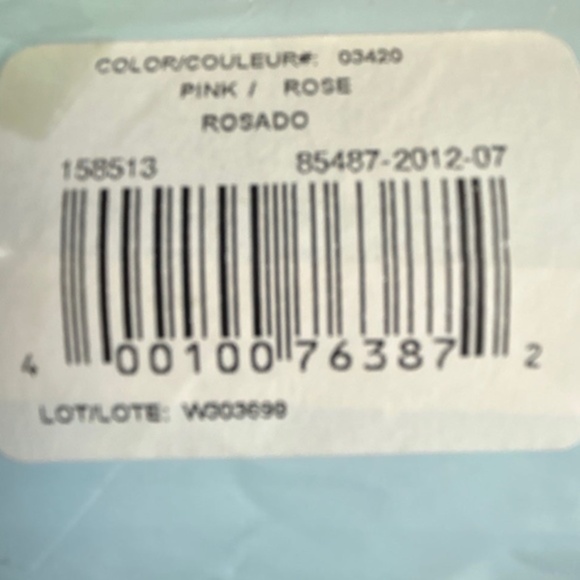 COLOR/COULEUR#: 03420
PINK / ROSE
ROSADO
158513 85487-2012-07
4 00100 76387 2
LOT/LOTE: W303699